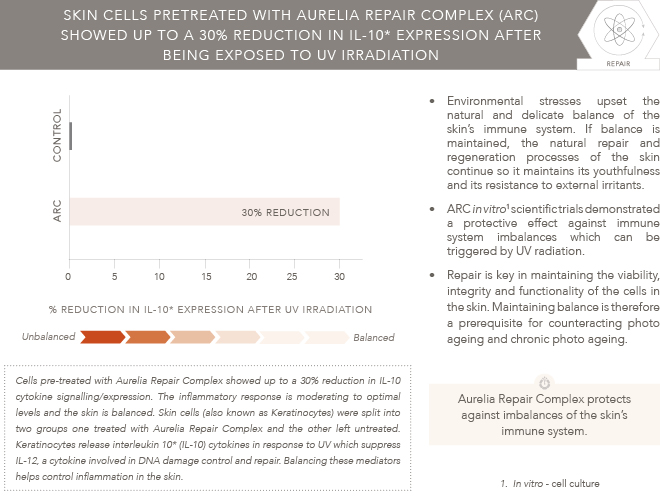 SKIN CELLS PRETREATED WITH AURELIA REPAIR COMPLEX (ARC)
SHOWED UP TO A 30% REDUCTION IN IL-10* EXPRESSION AFTER
BEING EXPOSED TO UV IRRADIATION
REPAIR
CONTROL
ARC
30% REDUCTION
0 5 10 15 20 25 30
% REDUCTION IN IL-10* EXPRESSION AFTER UV IRRADIATION
Unbalanced
Balanced
Cells pre-treated with Aurelia Repair Complex showed up to a 30% reduction in IL-10
cytokine signalling/expression. The inflammatory response is moderating to optimal
levels and the skin is balanced. Skin cells (also known as Keratinocytes) were split into
two groups one treated with Aurelia Repair Complex and the other left untreated.
Keratinocytes release interleukin 10* (IL-10) cytokines in response to UV which suppress
IL-12, a cytokine involved in DNA damage control and repair. Balancing these mediators
helps control inflammation in the skin.
• Environmental stresses upset the
natural and delicate balance of the
skin's immune system. If balance is
maintained, the natural repair and
regeneration processes of the skin
continue so it maintains its youthfulness
and its resistance to external irritants.
• ARC in vitro¹ scientific trials demonstrated
a protective effect against immune
system imbalances which can be
triggered by UV radiation.
• Repair is key in maintaining the viability,
integrity and functionality of the cells in
the skin. Maintaining balance is therefore
a prerequisite for counteracting photo
ageing and chronic photo ageing.
Aurelia Repair Complex protects
against imbalances of the skin's
immune system.
1. In vitro - cell culture